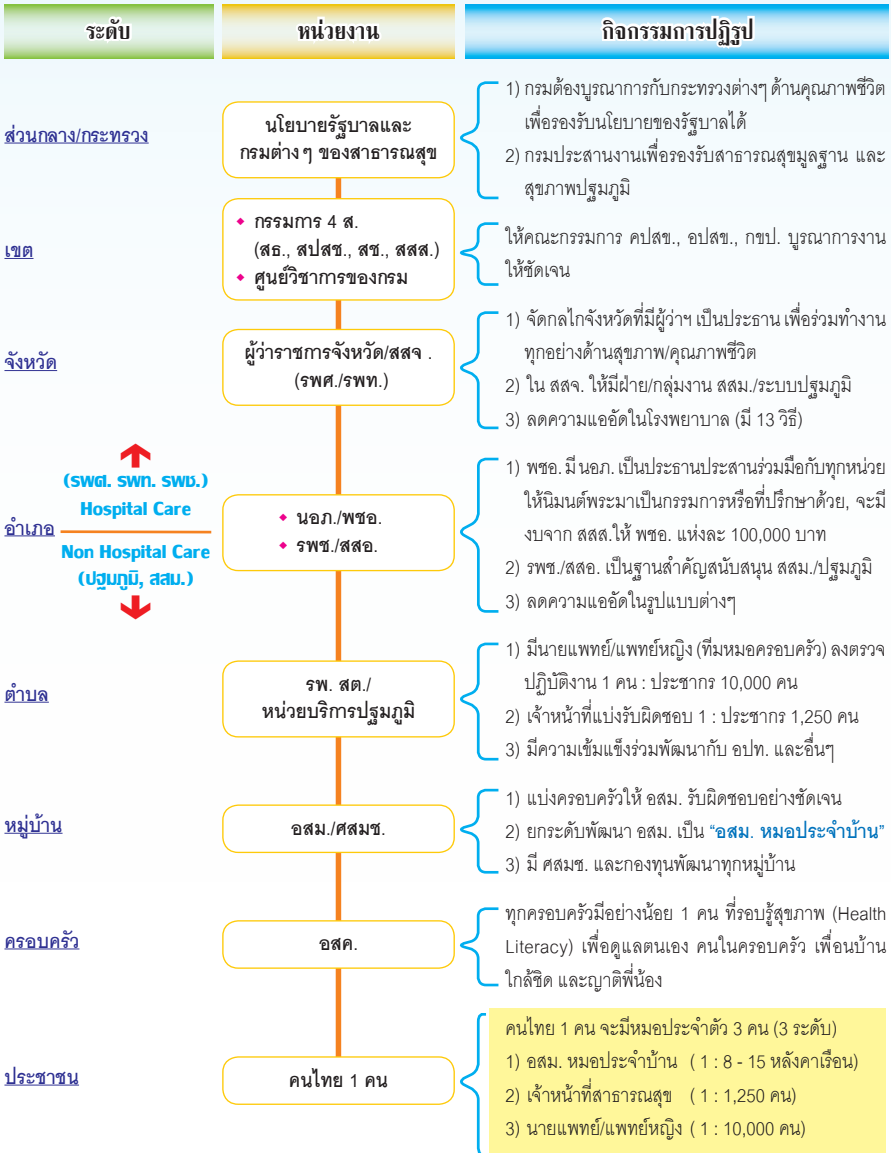 ระดับ
หน่วยงาน
กิจกรรมการปฏิรูป
ส่วนกลาง/กระทรวง
นโยบายรัฐบาลและ
กรมต่างๆ ของสาธารณสุข
1) กรมต้องบูรณาการกับกระทรวงต่างๆ ด้านคุณภาพชีวิต
เพื่อรองรับนโยบายของรัฐบาลได้
2) กรมประสานงานเพื่อรองรับสาธารณสุขมูลฐาน และ
สุขภาพปฐมภูมิ
เขต
◆ กรรมการ 4 ส.
(สธ., สปสช., สช., สสส.)
◆ ศูนย์วิชาการของกรม
ให้คณะกรรมการ คปสข., อปสข., กขป. บูรณาการงาน
ให้ชัดเจน
จังหวัด
ผู้ว่าราชการจังหวัด/สสจ .
(รพศ./รพท.)
1) จัดกลไกจังหวัดที่มีผู้ว่าฯ เป็นประธาน เพื่อร่วมทำงาน
ทุกอย่างด้านสุขภาพ/คุณภาพชีวิต
2) ใน สสจ. ให้มีฝ่าย/กลุ่มงาน สสม./ระบบปฐมภูมิ
3) ลดความแออัดในโรงพยาบาล (มี 13 วิธี)
(รพศ. รพท. รพช.)
Hospital Care
อำเภอ
Non Hospital Care
(ปฐมภูมิ, สสม.)
◆ นอภ./พชอ.
◆ รพช./สสอ.
1) พชอ. มี นอภ. เป็นประธานประสานร่วมมือกับทุกหน่วย
ให้นิมนต์พระมาเป็นกรรมการหรือที่ปรึกษาด้วย, จะมี
งบจาก สสส.ให้ พชอ. แห่งละ 100,000 บาท
2) รพช./สสอ. เป็นฐานสำคัญสนับสนุน สสม./ปฐมภูมิ
3) ลดความแออัดในรูปแบบต่างๆ
ตำบล
รพ. สต./
หน่วยบริการปฐมภูมิ
1) มีนายแพทย์/แพทย์หญิง (ทีมหมอครอบครัว) ลงตรวจ
ปฏิบัติงาน 1 คน : ประชากร 10,000 คน
2) เจ้าหน้าที่แบ่งรับผิดชอบ 1 : ประชากร 1,250 คน
3) มีความเข้มแข็งร่วมพัฒนากับ อปท. และอื่นๆ
หมู่บ้าน
อสม./ศสมช.
1) แบ่งครอบครัวให้ อสม. รับผิดชอบอย่างชัดเจน
2) ยกระดับพัฒนา อสม. เป็น “อสม. หมอประจำบ้าน”
3) มี ศสมช. และกองทุนพัฒนาทุกหมู่บ้าน
ครอบครัว
อสค.
ทุกครอบครัวมีอย่างน้อย 1 คน ที่รอบรู้สุขภาพ (Health
Literacy) เพื่อดูแลตนเอง คนในครอบครัว เพื่อนบ้าน
ใกล้ชิด และญาติพี่น้อง
ประชาชน
คนไทย 1 คน
คนไทย 1 คน จะมีหมอประจำตัว 3 คน (3 ระดับ)
1) อสม. หมอประจำบ้าน ( 1 : 8 - 15 หลังคาเรือน)
2) เจ้าหน้าที่สาธารณสุข ( 1 : 1,250 คน)
3) นายแพทย์/แพทย์หญิง ( 1 : 10,000 คน)